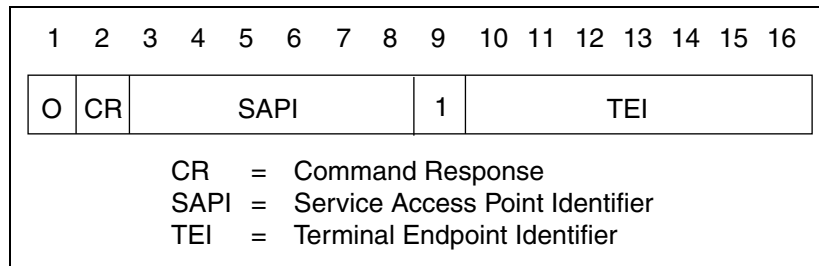 1 2 3 4 5 6 7 8 9 10 11 12 13 14 15 16
O CR SAPI 1 TEI
CR = Command Response
SAPI = Service Access Point Identifier
TEI = Terminal Endpoint Identifier